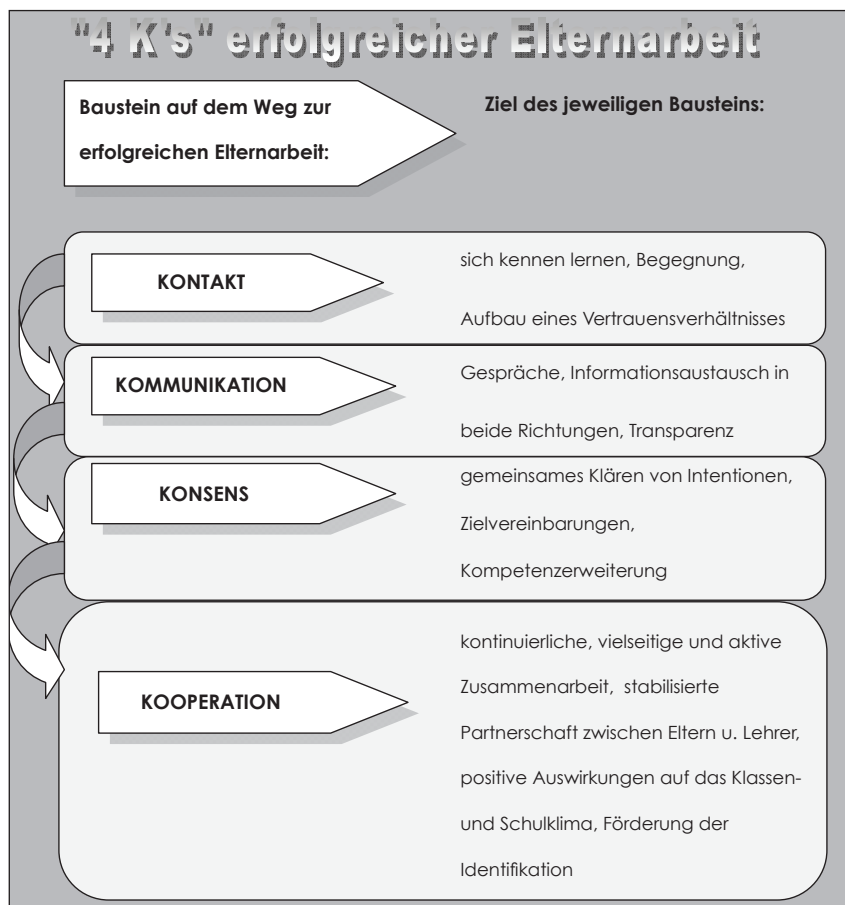 "4 K's" erfolgreicher Elternarbeit
Baustein auf dem Weg zur
erfolgreichen Elternarbeit:
Ziel des jeweiligen Bausteins:
KONTAKT
sich kennen lernen, Begegnung,
Aufbau eines Vertrauensverhältnisses
KOMMUNIKATION
Gespräche, Informationsaustausch in
beide Richtungen, Transparenz
KONSENS
gemeinsames Klären von Intentionen,
Zielvereinbarungen,
Kompetenzerweiterung
KOOPERATION
kontinuierliche, vielseitige und aktive
Zusammenarbeit, stabilisierte
Partnerschaft zwischen Eltern u. Lehrer,
positive Auswirkungen auf das Klassen-
und Schulklima, Förderung der
Identifikation